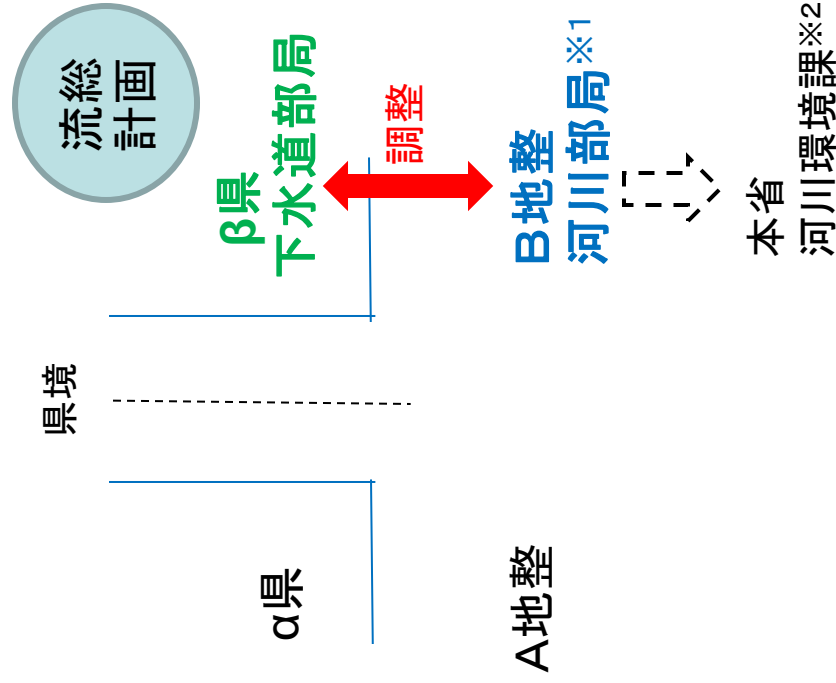 県境
流総
計画
α県
β県
下水道部局
調整
A地整
B地整
河川部局※1
本省
河川環境課※2